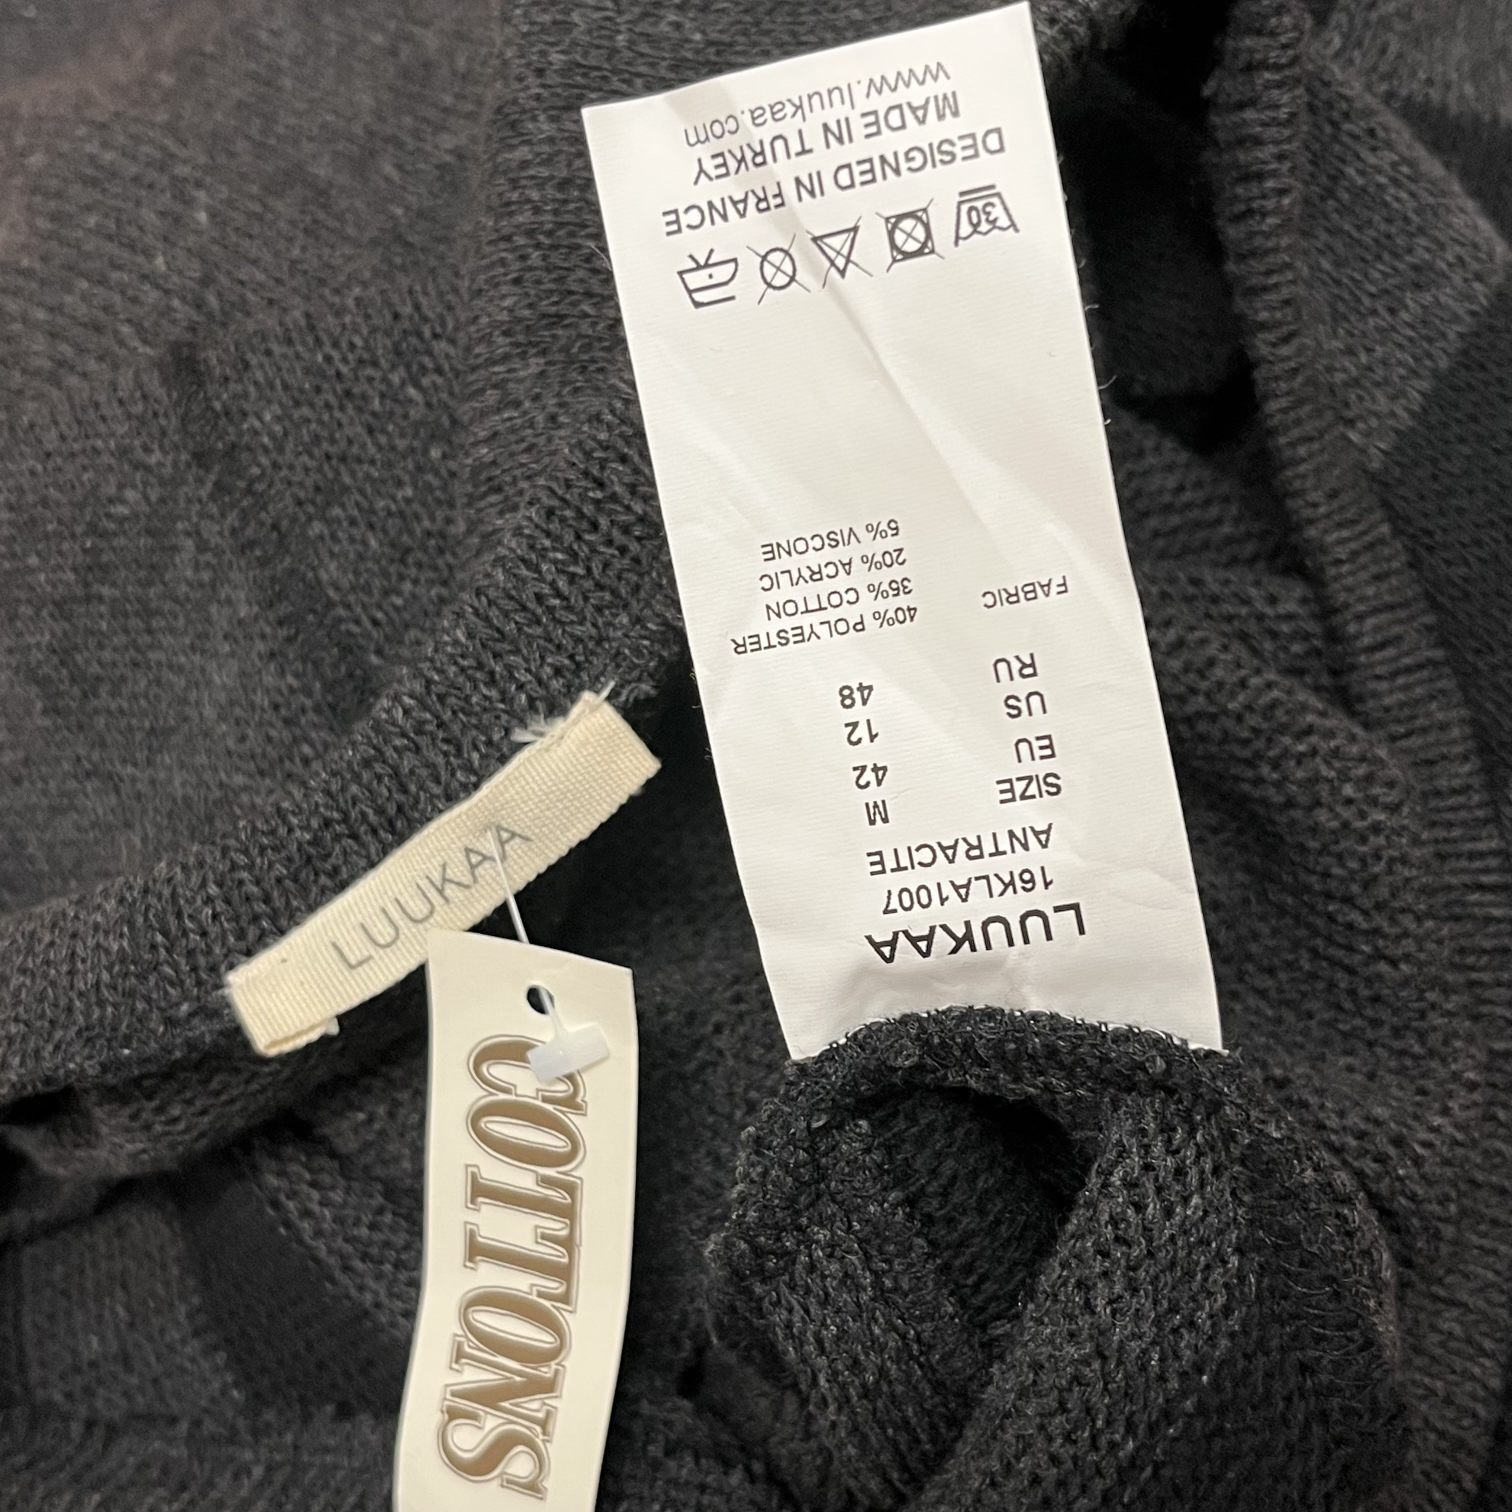 LUUKAA
16KLA1007
ANTRACITE
SIZE M
EU 42
US 12
RU 48
FABRIC 40% POLYESTER
35% COTTON
20% ACRYLIC
5% VISCONE
30
DESIGNED IN FRANCE
MADE IN TURKEY
www.luukaa.com
LUUKAA
COTTONS